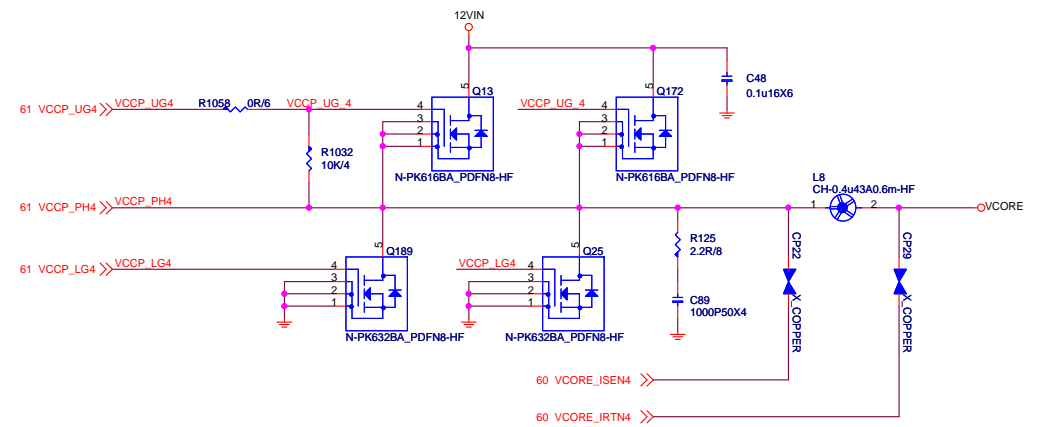 12VIN
C48
0.1u16X6
61 VCCP_UG4
VCCP_UG4
R1058
0R/6
VCCP_UG_4
5
Q13
4
3
2
1
N-PK616BA_PDFN8-HF
VCCP_UG_4
5
Q172
4
3
2
1
N-PK616BA_PDFN8-HF
R1032
10K/4
61 VCCP_PH4
VCCP_PH4
L8
CH-0.4u43A0.6m-HF
1
2
VCORE
61 VCCP_LG4
VCCP_LG4
5
Q189
4
3
2
1
N-PK632BA_PDFN8-HF
VCCP_LG4
5
Q25
4
3
2
1
N-PK632BA_PDFN8-HF
R125
2.2R/8
C89
1000P50X4
CP22
X_COPPER
CP29
X_COPPER
60 VCORE_ISEN4
60 VCORE_IRTN4